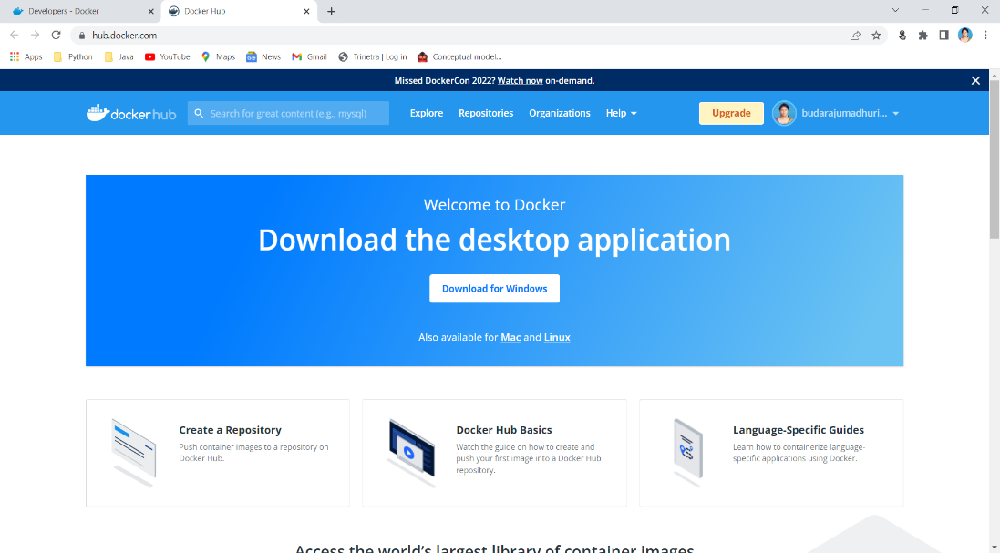 Developers - Docker
Docker Hub
hub.docker.com
Apps Python Java YouTube Maps News Gmail Trinetra | Log in Conceptual model...
Missed DockerCon 2022? Watch now on-demand.
docker hub Search for great content (e.g., mysql) Explore Repositories Organizations Help Upgrade budarajumadhuri...
Welcome to Docker
Download the desktop application
Download for Windows
Also available for Mac and Linux
Create a Repository
Push container images to a repository on
Docker Hub.
Docker Hub Basics
Watch the guide on how to create and
push your first image into a Docker Hub
repository.
Language-Specific Guides
Learn how to containerize language-
specific applications using Docker.
Access the world's largest library of container images